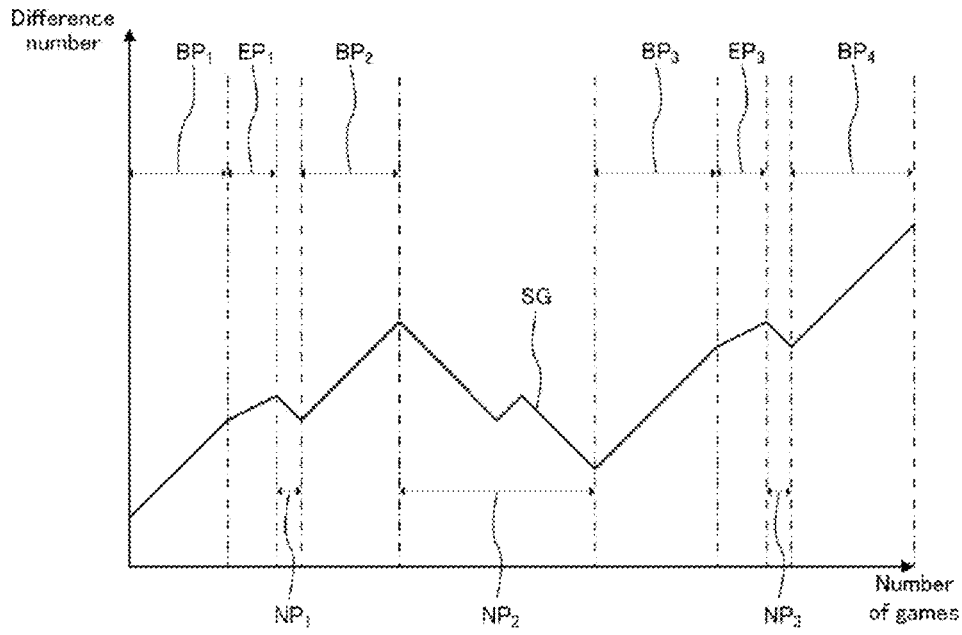 Difference
number
BP₁ EP₁ BP₂ BP₃ EP₃ BP₄
SG
Number
of games
NP₁ NP₂ NP₃